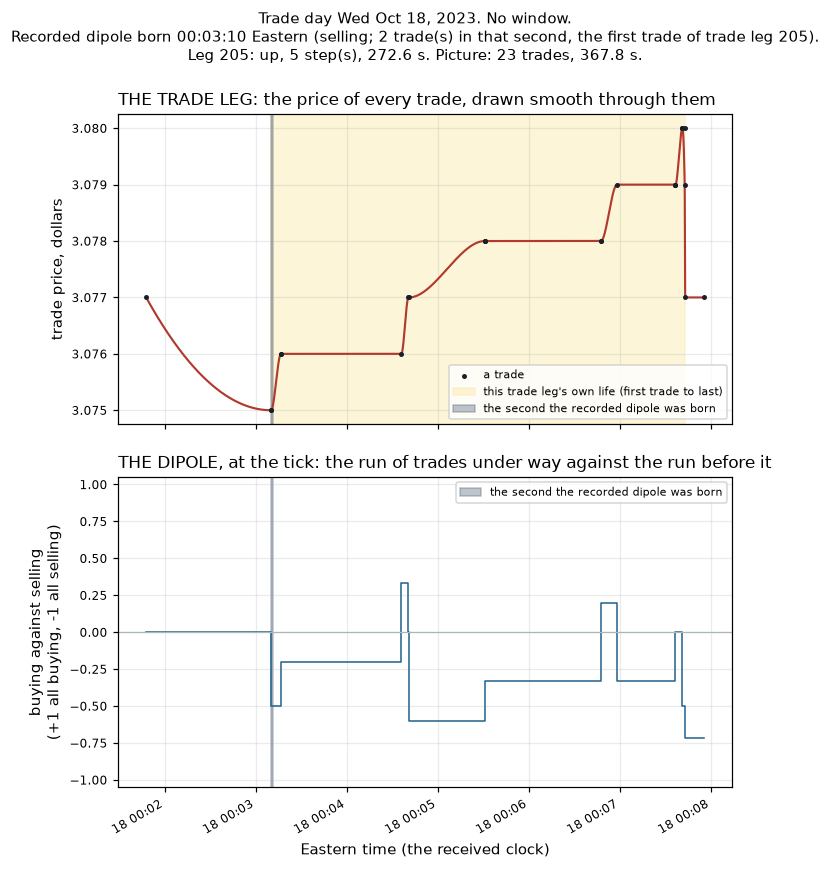 Trade day Wed Oct 18, 2023. No window.
Recorded dipole born 00:03:10 Eastern (selling; 2 trade(s) in that second, the first trade of trade leg 205).
Leg 205: up, 5 step(s), 272.6 s. Picture: 23 trades, 367.8 s.
THE TRADE LEG: the price of every trade, drawn smooth through them
trade price, dollars
3.080
3.079
3.078
3.077
3.076
3.075
a trade
this trade leg's own life (first trade to last)
the second the recorded dipole was born
THE DIPOLE, at the tick: the run of trades under way against the run before it
buying against selling
(+1 all buying, -1 all selling)
1.00
0.75
0.50
0.25
0.00
−0.25
−0.50
−0.75
−1.00
the second the recorded dipole was born
18 00:02
18 00:03
18 00:04
18 00:05
18 00:06
18 00:07
18 00:08
Eastern time (the received clock)